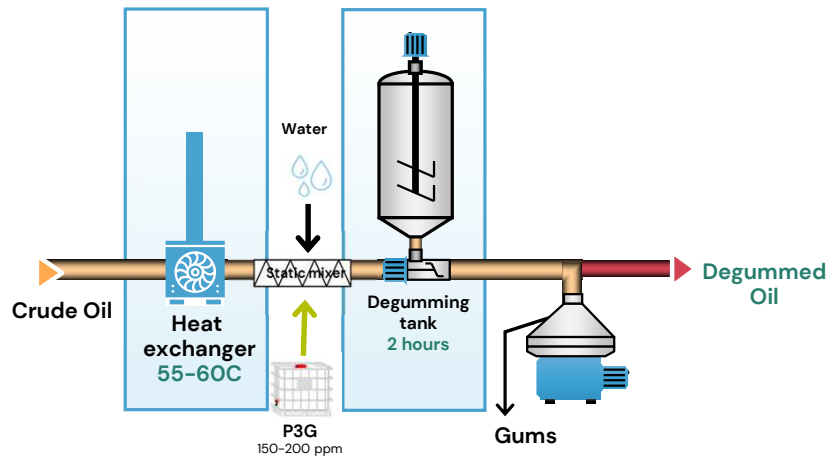 Water
Static mixer
Crude Oil
Heat
exchanger
55-60C
P3G
150-200 ppm
Degumming
tank
2 hours
Gums
Degummed
Oil